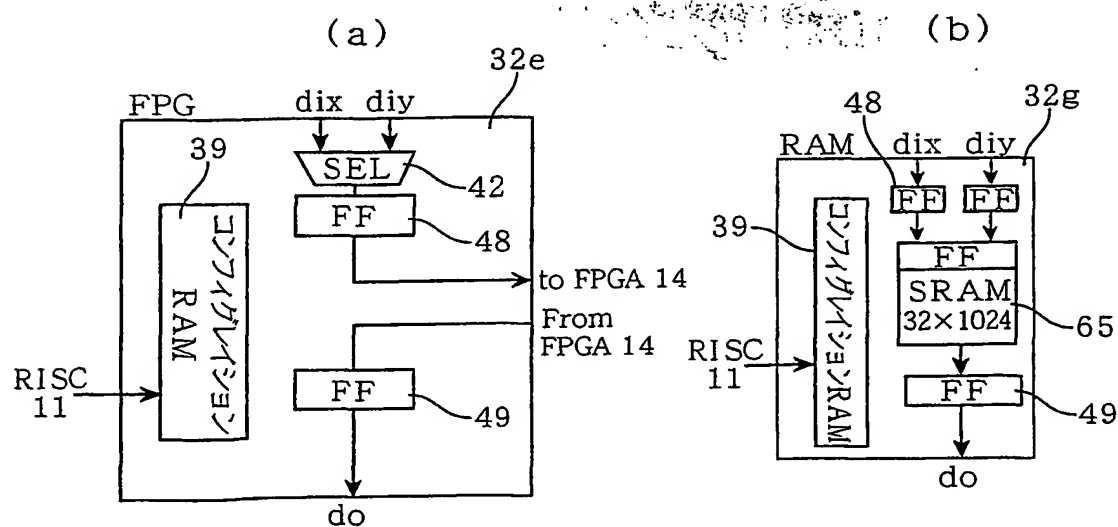 (a)
32e
FPG
dix diy
39
SEL
42
FF
48
コンフィグレイション
RAM
to FPGA 14
From
FPGA 14
RISC
11
FF
49
do
(b)
48
32g
RAM
dix diy
39
FF FF
コンフィグレイションRAM
FF
SRAM
32×1024
65
RISC
11
FF
49
do